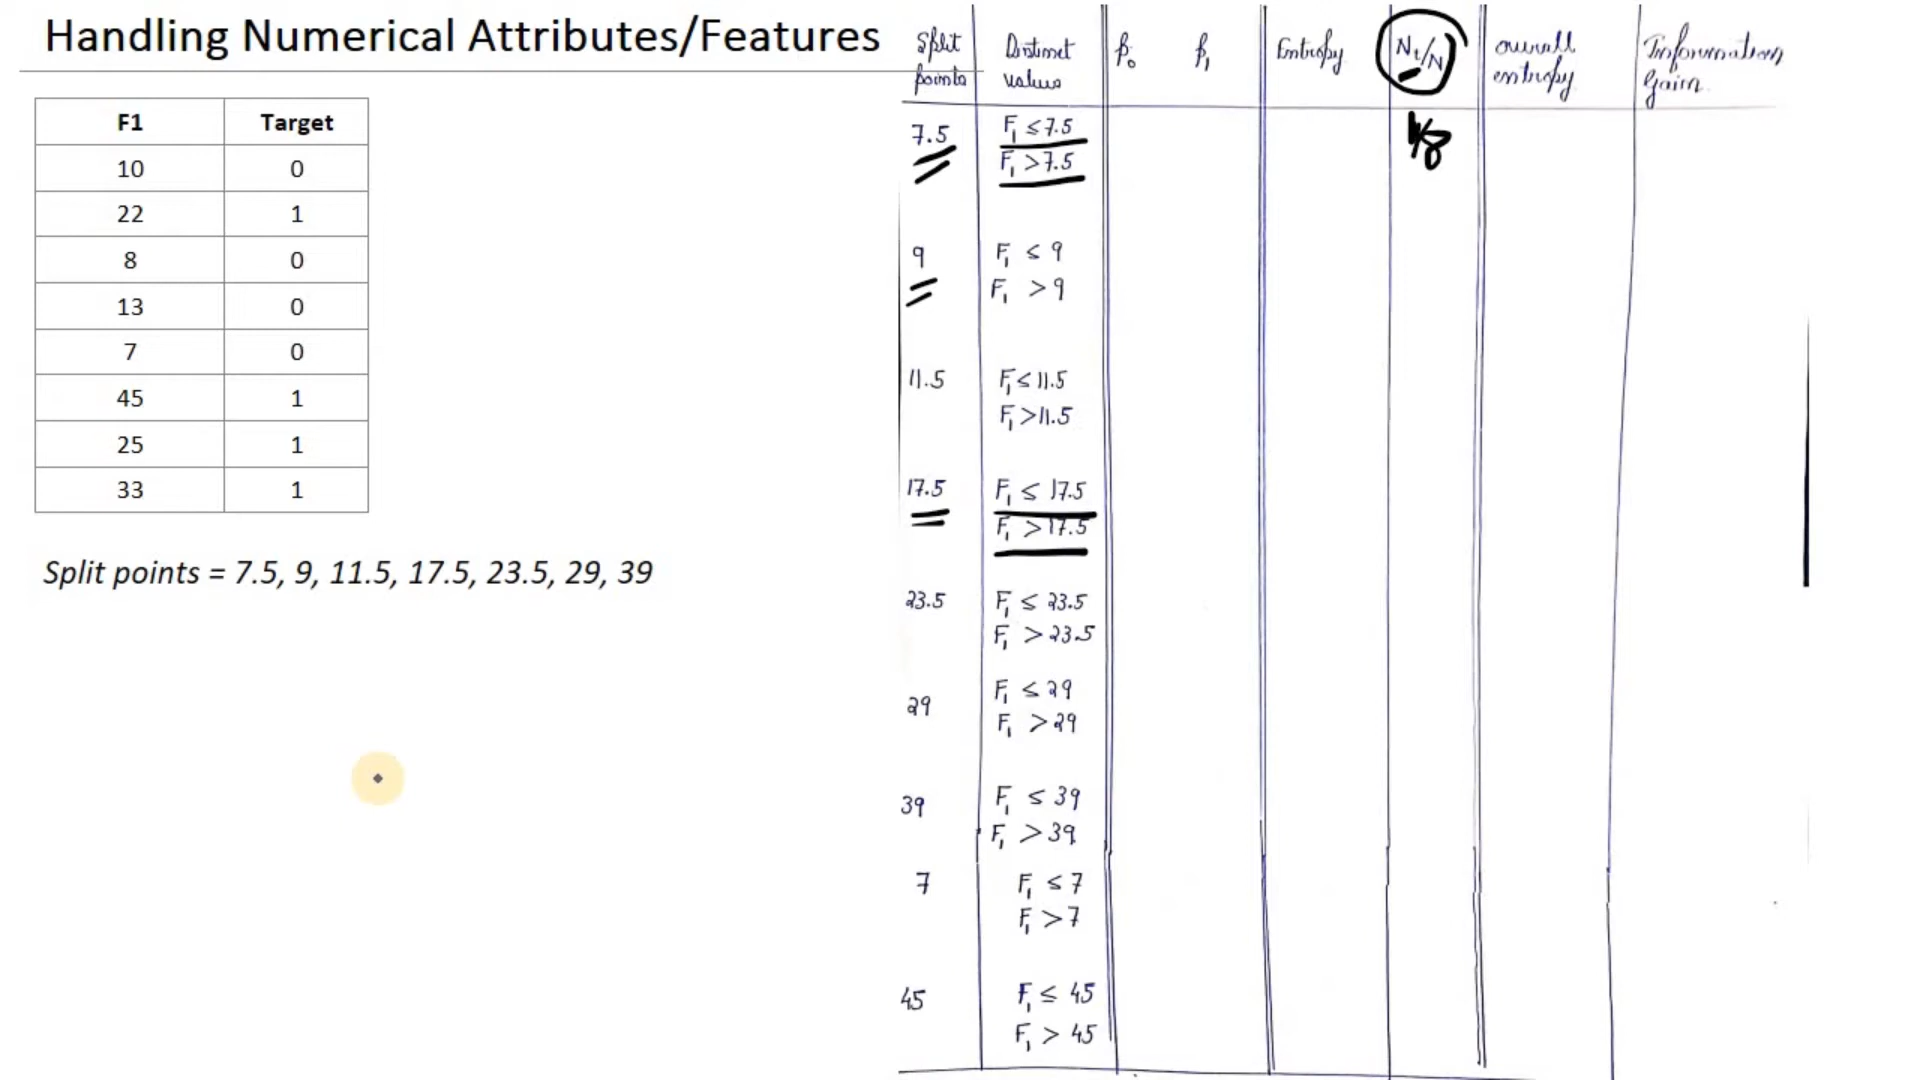 Handling Numerical Attributes/Features
F1 Target
10 0
22 1
8 0
13 0
7 0
45 1
25 1
33 1
Split points = 7.5, 9, 11.5, 17.5, 23.5, 29, 39
Split points Distinct values p₀ p₁ Entropy Nt/N overall entropy Information Gain
7.5 F₁ ≤ 7.5 1/8
F₁ > 7.5
9 F₁ ≤ 9
F₁ > 9
11.5 F₁ ≤ 11.5
F₁ > 11.5
17.5 F₁ ≤ 17.5
F₁ > 17.5
23.5 F₁ ≤ 23.5
F₁ > 23.5
29 F₁ ≤ 29
F₁ > 29
39 F₁ ≤ 39
F₁ > 39
7 F₁ ≤ 7
F₁ > 7
45 F₁ ≤ 45
F₁ > 45